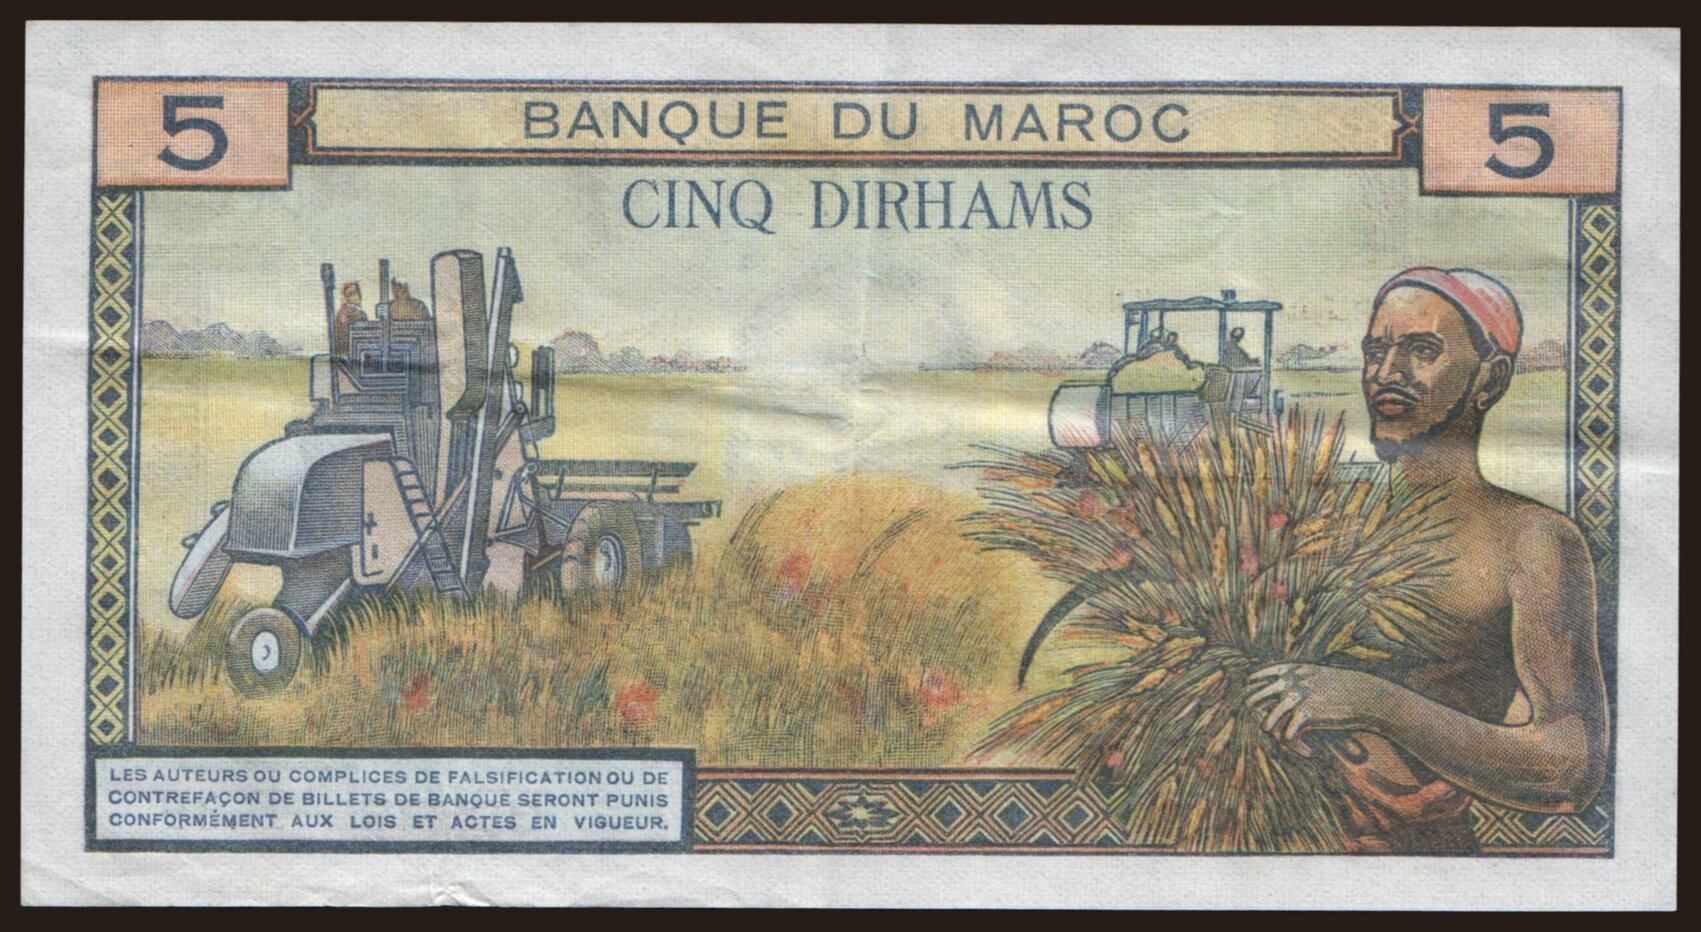 5 BANQUE DU MAROC 5
CINQ DIRHAMS
LES AUTEURS OU COMPLICES DE FALSIFICATION OU DE
CONTREFAÇON DE BILLETS DE BANQUE SERONT PUNIS
CONFORMÉMENT AUX LOIS ET ACTES EN VIGUEUR.